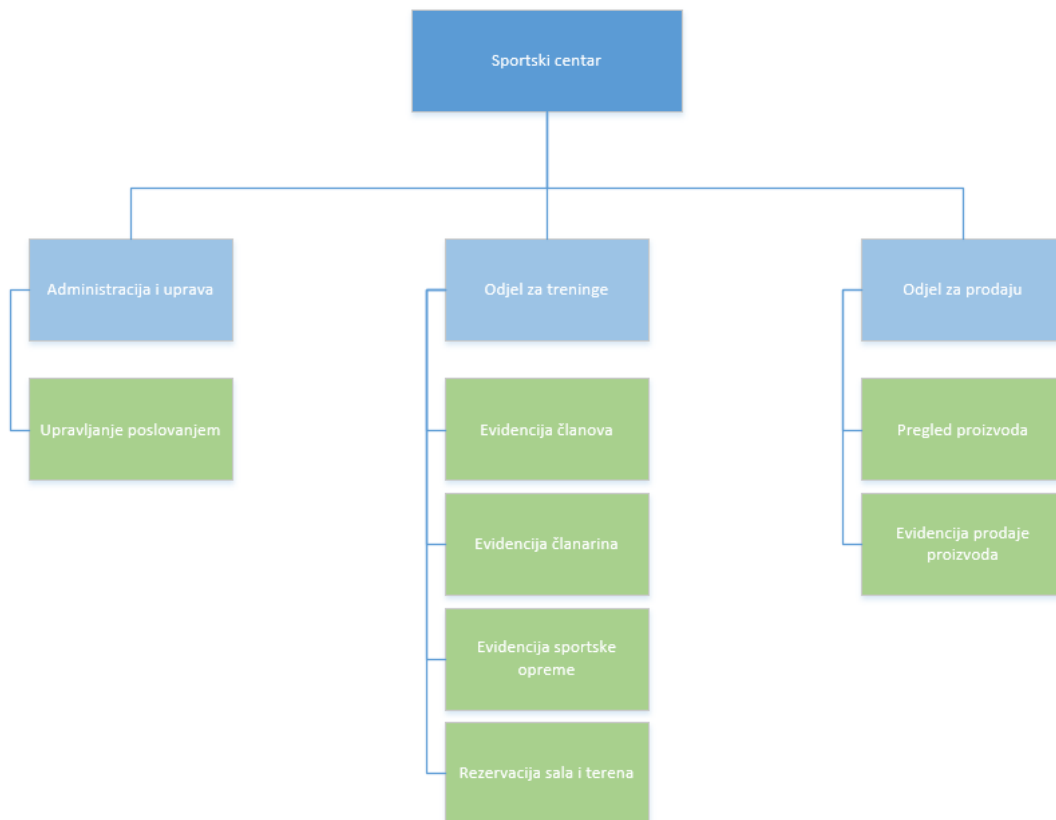 Sportski centar
Administracija i uprava
Odjel za treninge
Odjel za prodaju
Upravljanje poslovanjem
Evidencija članova
Pregled proizvoda
Evidencija članarina
Evidencija prodaje
proizvoda
Evidencija sportske
opreme
Rezervacija sala i terena